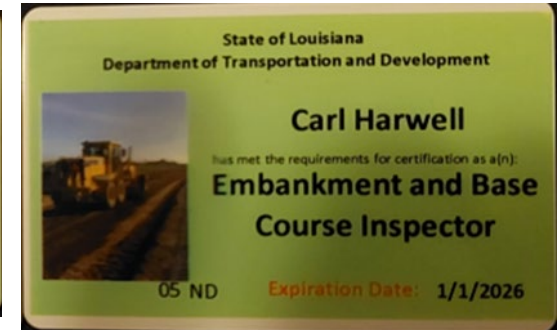 State of Louisiana
Department of Transportation and Development
Carl Harwell
has met the requirements for certification as a(n):
Embankment and Base
Course Inspector
05 ND Expiration Date: 1/1/2026